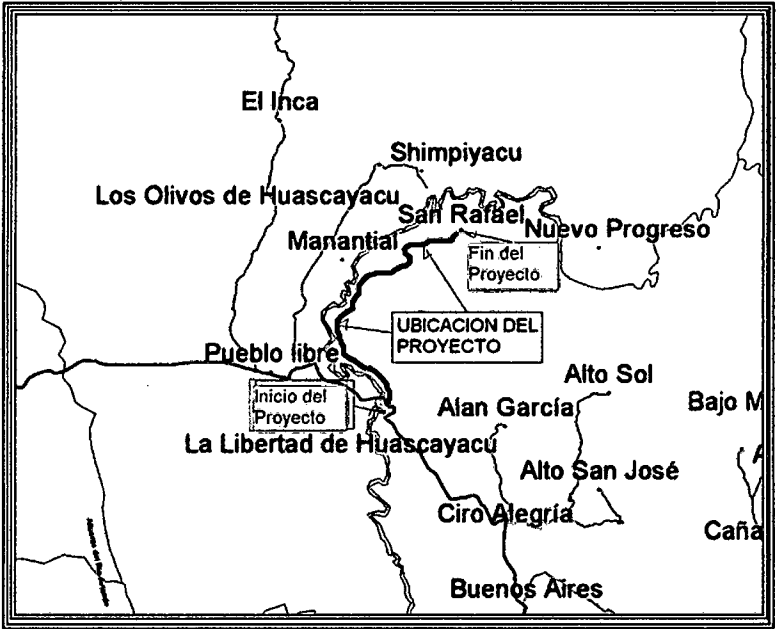 El Inca
Shimpiyacu
Los Olivos de Huascayacu
San Rafael
Nuevo Progreso
Manantial
Fin del
Proyecto
UBICACION DEL
PROYECTO
Pueblo libre
Alto Sol
Inicio del
Proyecto
Alan García
Bajo M
La Libertad de Huascayacu
A
Alto San José
Ciro Alegría
Caña
Buenos Aires